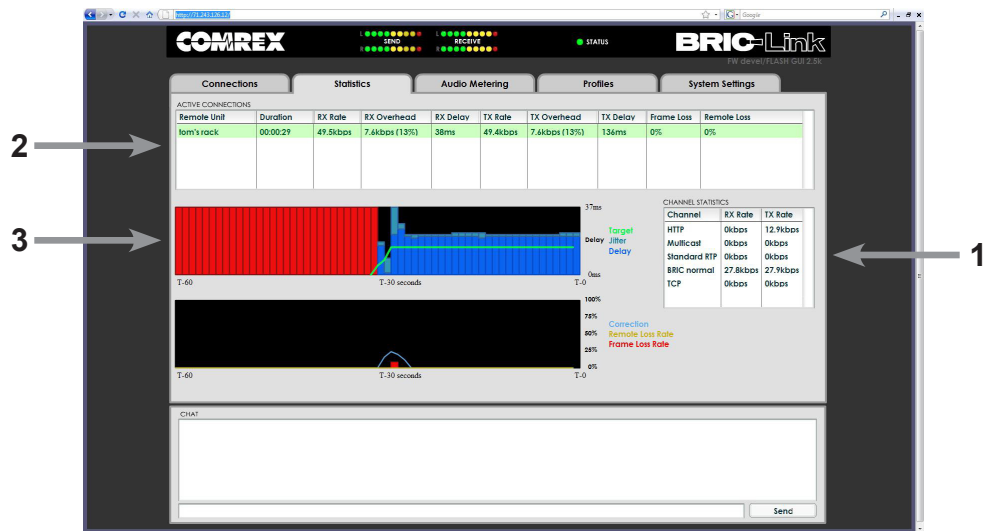 http://71.243.126.12/
Google
COMREX
L
R
SEND
L
R
RECEIVE
STATUS
BRIC-Link
FW devel/FLASH GUI 2.5k
Connections Statistics Audio Metering Profiles System Settings
ACTIVE CONNECTIONS
Remote Unit Duration RX Rate RX Overhead RX Delay TX Rate TX Overhead TX Delay Frame Loss Remote Loss
tom's rack 00:00:29 49.5kbps 7.6kbps (13%) 38ms 49.4kbps 7.6kbps (13%) 136ms 0% 0%
2
3
37ms
Delay
0ms
Target
Jitter
Delay
T-60 T-30 seconds T-0
CHANNEL STATISTICS
Channel RX Rate TX Rate
HTTP 0kbps 12.9kbps
Multicast 0kbps 0kbps
Standard RTP 0kbps 0kbps
BRIC normal 27.8kbps 27.9kbps
TCP 0kbps 0kbps
1
100%
75%
50%
25%
0%
Correction
Remote Loss Rate
Frame Loss Rate
T-60 T-30 seconds T-0
CHAT
Send